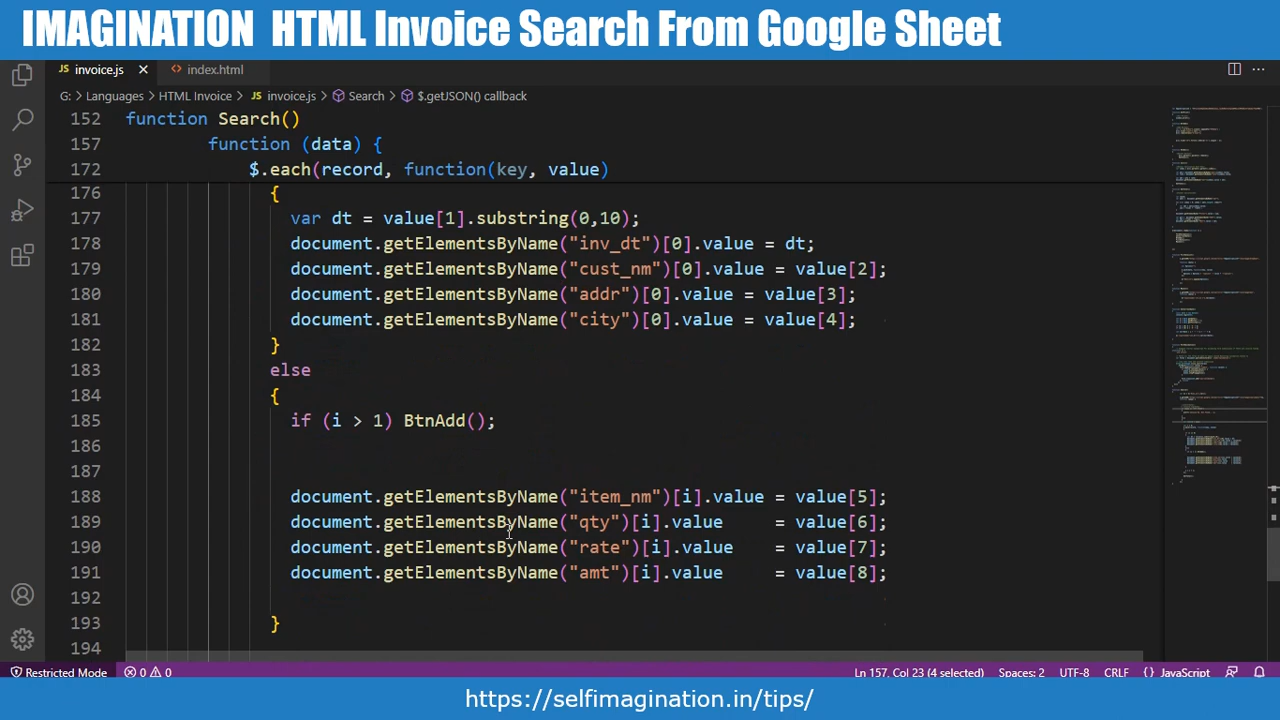 IMAGINATION HTML Invoice Search From Google Sheet
invoice.js index.html
G: > Languages > HTML Invoice > invoice.js > Search > $.getJSON() callback
152 function Search()
157 function (data) {
172 $.each(record, function(key, value)
176 {
177 var dt = value[1].substring(0,10);
178 document.getElementsByName("inv_dt")[0].value = dt;
179 document.getElementsByName("cust_nm")[0].value = value[2];
180 document.getElementsByName("addr")[0].value = value[3];
181 document.getElementsByName("city")[0].value = value[4];
182 }
183 else
184 {
185 if (i > 1) BtnAdd();
186
187
188 document.getElementsByName("item_nm")[i].value = value[5];
189 document.getElementsByName("qty")[i].value = value[6];
190 document.getElementsByName("rate")[i].value = value[7];
191 document.getElementsByName("amt")[i].value = value[8];
192
193 }
194
Restricted Mode 0 0 Ln 157, Col 23 (4 selected) Spaces: 2 UTF-8 CRLF {} JavaScript
https://selfimagination.in/tips/